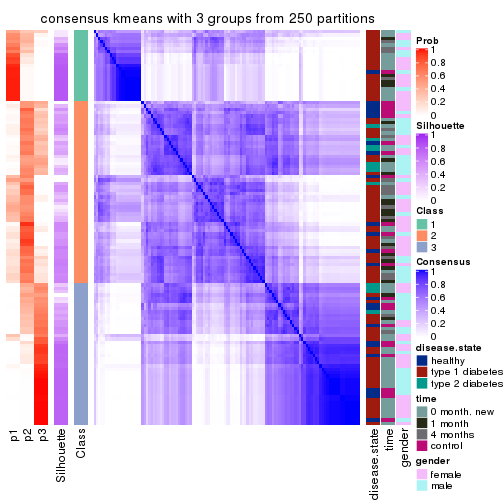 consensus kmeans with 3 groups from 250 partitions
Prob
1
0.8
0.6
0.4
0.2
0
Silhouette
1
0.8
0.6
0.4
0.2
0
Class
1
2
3
Consensus
1
0.8
0.6
0.4
0.2
0
disease.state
healthy
type 1 diabetes
type 2 diabetes
time
0 month, new
1 month
4 months
control
gender
female
male
p1
p2
p3
Silhouette
Class
disease.state
time
gender